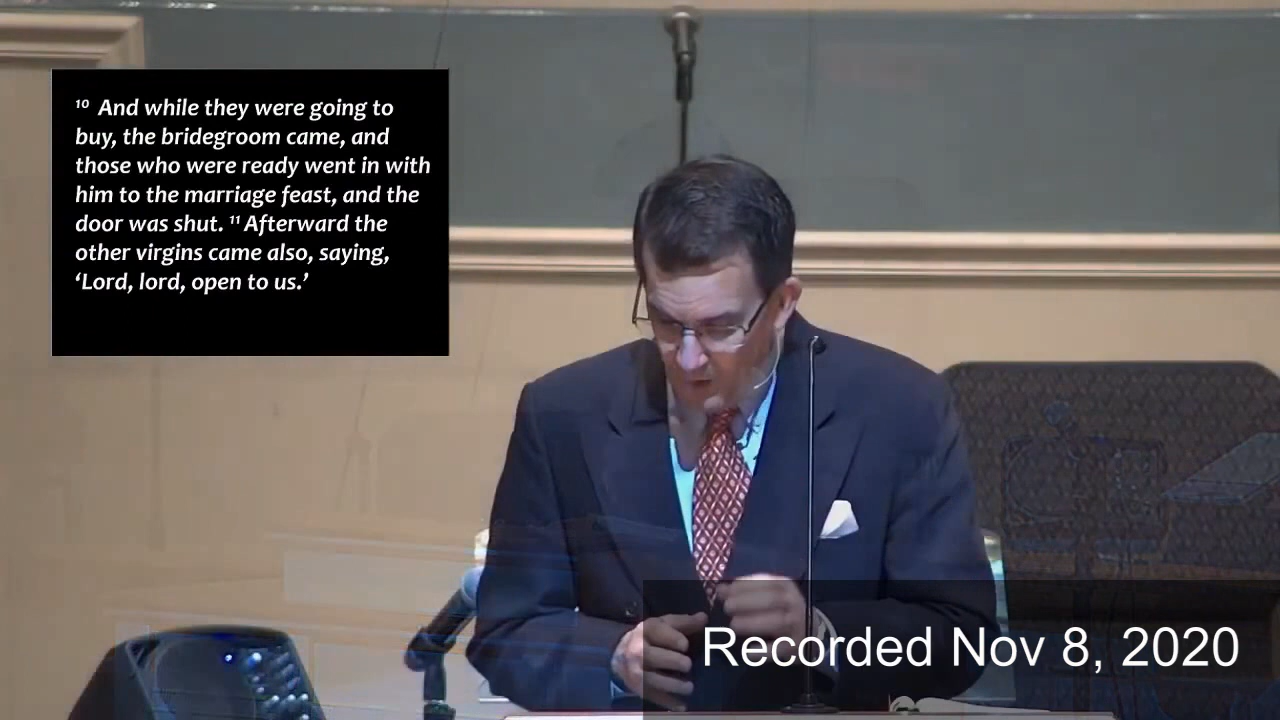 ¹⁰ And while they were going to
buy, the bridegroom came, and
those who were ready went in with
him to the marriage feast, and the
door was shut. ¹¹ Afterward the
other virgins came also, saying,
‘Lord, lord, open to us.’
Recorded Nov 8, 2020